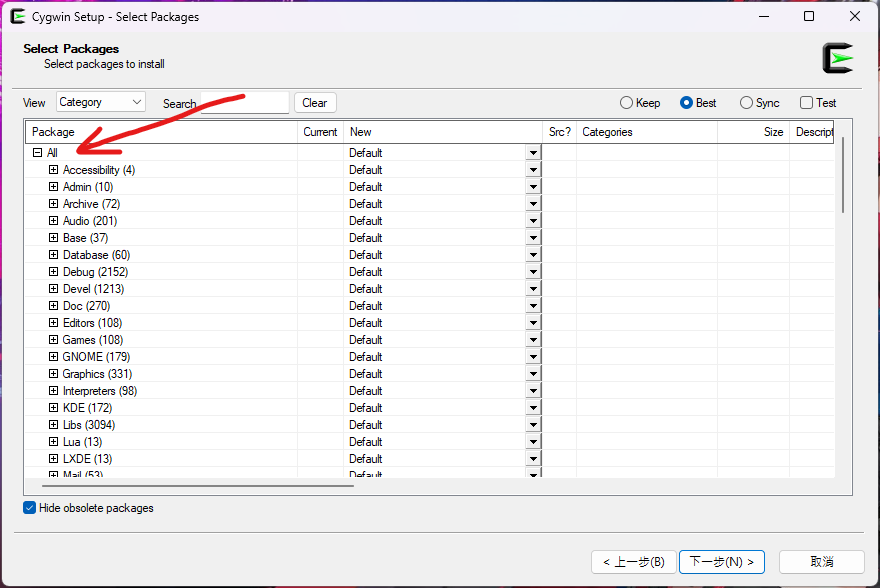 Cygwin Setup - Select Packages
Select Packages
Select packages to install
View Category Search Clear Keep Best Sync Test
Package Current New Src? Categories Size Descript
All Default
Accessibility (4) Default
Admin (10) Default
Archive (72) Default
Audio (201) Default
Base (37) Default
Database (60) Default
Debug (2152) Default
Devel (1213) Default
Doc (270) Default
Editors (108) Default
Games (108) Default
GNOME (179) Default
Graphics (331) Default
Interpreters (98) Default
KDE (172) Default
Libs (3094) Default
Lua (13) Default
LXDE (13) Default
Mail (53) Default
Hide obsolete packages
< 上一步(B) 下一步(N) > 取消